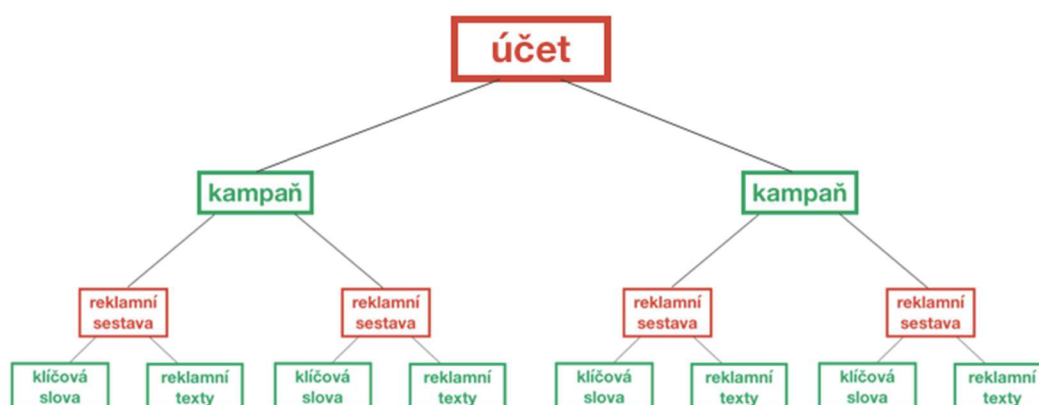 účet
kampaň
kampaň
reklamní
sestava
reklamní
sestava
reklamní
sestava
reklamní
sestava
klíčová
slova
reklamní
texty
klíčová
slova
reklamní
texty
klíčová
slova
reklamní
texty
klíčová
slova
reklamní
texty